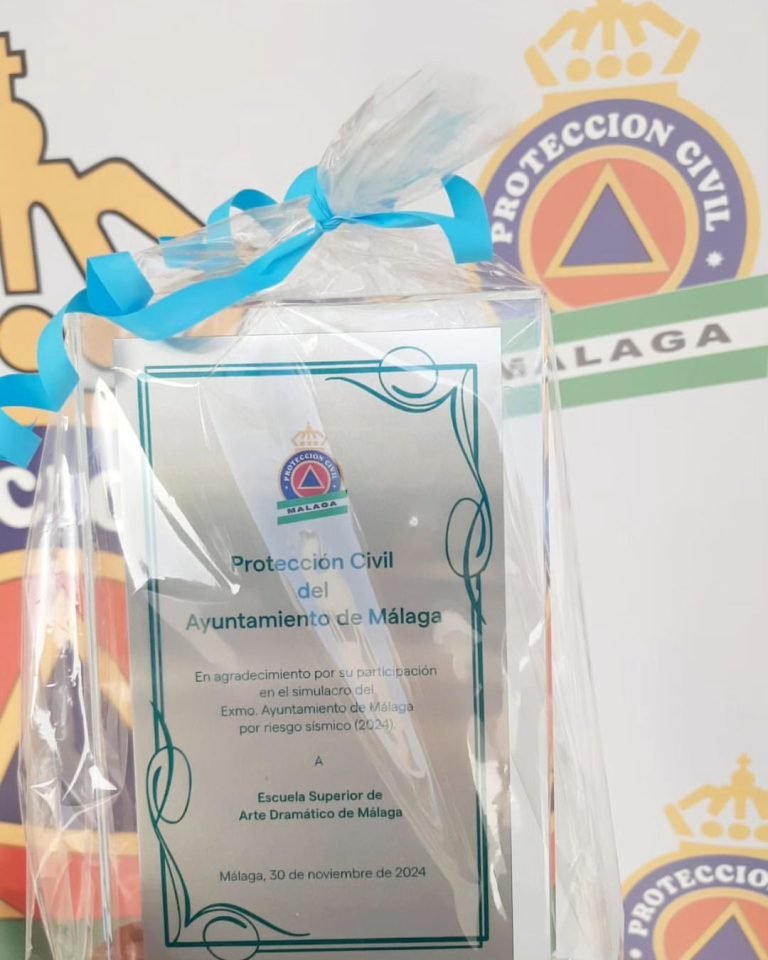 PROTECCION CIVIL
MALAGA
PROTECCION CIVIL
MALAGA
Protección Civil
del
Ayuntamiento de Málaga
En agradecimiento por su participación
en el simulacro del
Exmo. Ayuntamiento de Málaga
por riesgo sísmico (2024).
A
Escuela Superior de
Arte Dramático de Málaga
Málaga, 30 de noviembre de 2024
PROTECCIO